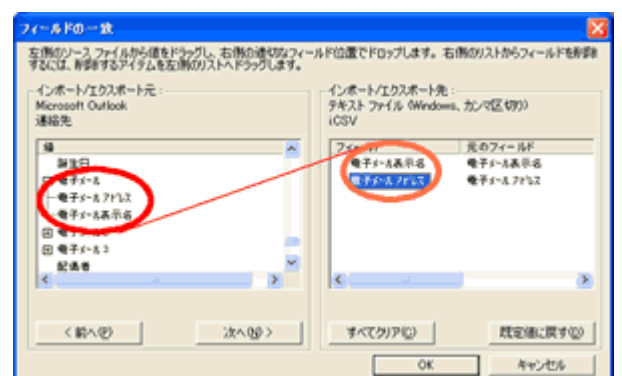 フィールドの一致
左側のソース ファイルから値をドラッグし、右側の適切なフィールド位置でドロップします。 右側のリストからフィールドを削除
するには、削除するアイテムを左側のリストへドラッグします。
インポート/エクスポート元:
Microsoft Outlook
連絡先
値
誕生日
電子メール
電子メール アドレス
電子メール表示名
電子メール 2
電子メール 3
配偶者
< 前へ(P)
次へ(N) >
インポート/エクスポート先:
テキスト ファイル (Windows、カンマ区切り)
iCSV
フィールド 元のフィールド
電子メール表示名 電子メール表示名
電子メール アドレス 電子メール アドレス
すべてクリア(C)
既定値に戻す(D)
OK
キャンセル